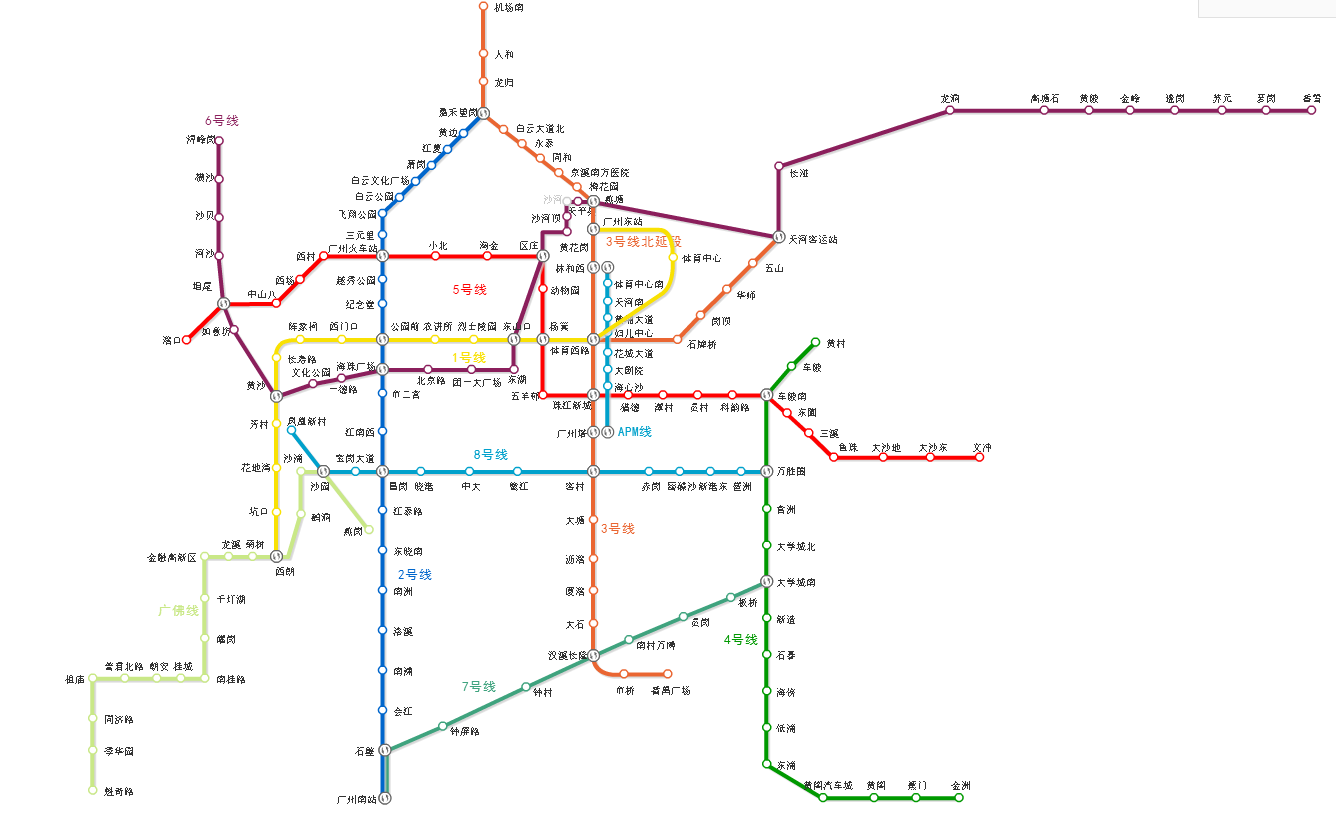 机场南
人和
龙归
嘉禾望岗
龙洞
高塘石
黄陂
金峰
暹岗
苏元
萝岗
香雪
6号线
浔峰岗
黄边
白云大道北
江夏
永泰
同和
萧岗
京溪南方医院
横沙
白云文化广场
梅花园
长湴
白云公园
沙河
燕塘
天平架
沙贝
飞翔公园
沙河顶
广州东站
三元里
3号线北延段
天河客运站
广州火车站
小北
淘金
区庄
黄花岗
河沙
西村
体育中心
林和西
五山
坦尾
西场
越秀公园
5号线
动物园
体育中心南
中山八
纪念堂
天河南
华师
如意坊
陈家祠
西门口
公园前
农讲所
烈士陵园
东山口
杨箕
黄埔大道
岗顶
妇儿中心
滘口
体育西路
石牌桥
黄村
长寿路
1号线
花城大道
文化公园
海珠广场
车陂
大剧院
黄沙
一德路
北京路
团一大广场
东湖
海心沙
市二宫
五羊邨
珠江新城
猎德
潭村
员村
科韵路
车陂南
东圃
芳村
凤凰新村
江南西
广州塔
APM线
三溪
鱼珠
大沙地
大沙东
文冲
沙涌
宝岗大道
8号线
花地湾
沙园
昌岗
晓港
中大
鹭江
客村
赤岗
磨碟沙
新港东
琶洲
万胜围
坑口
鹤洞
江泰路
大塘
3号线
官洲
燕岗
金融高新区
龙溪
菊树
西朗
东晓南
沥滘
大学城北
2号线
大学城南
千灯湖
南洲
厦滘
广佛线
板桥
新造
礌岗
洛溪
大石
员岗
4号线
南村万博
石碁
汉溪长隆
祖庙
普君北路
朝安
桂城
南桂路
南浦
7号线
钟村
市桥
番禺广场
海傍
同济路
会江
钟屏路
低涌
季华园
石壁
东涌
魁奇路
广州南站
黄阁汽车城
黄阁
蕉门
金洲